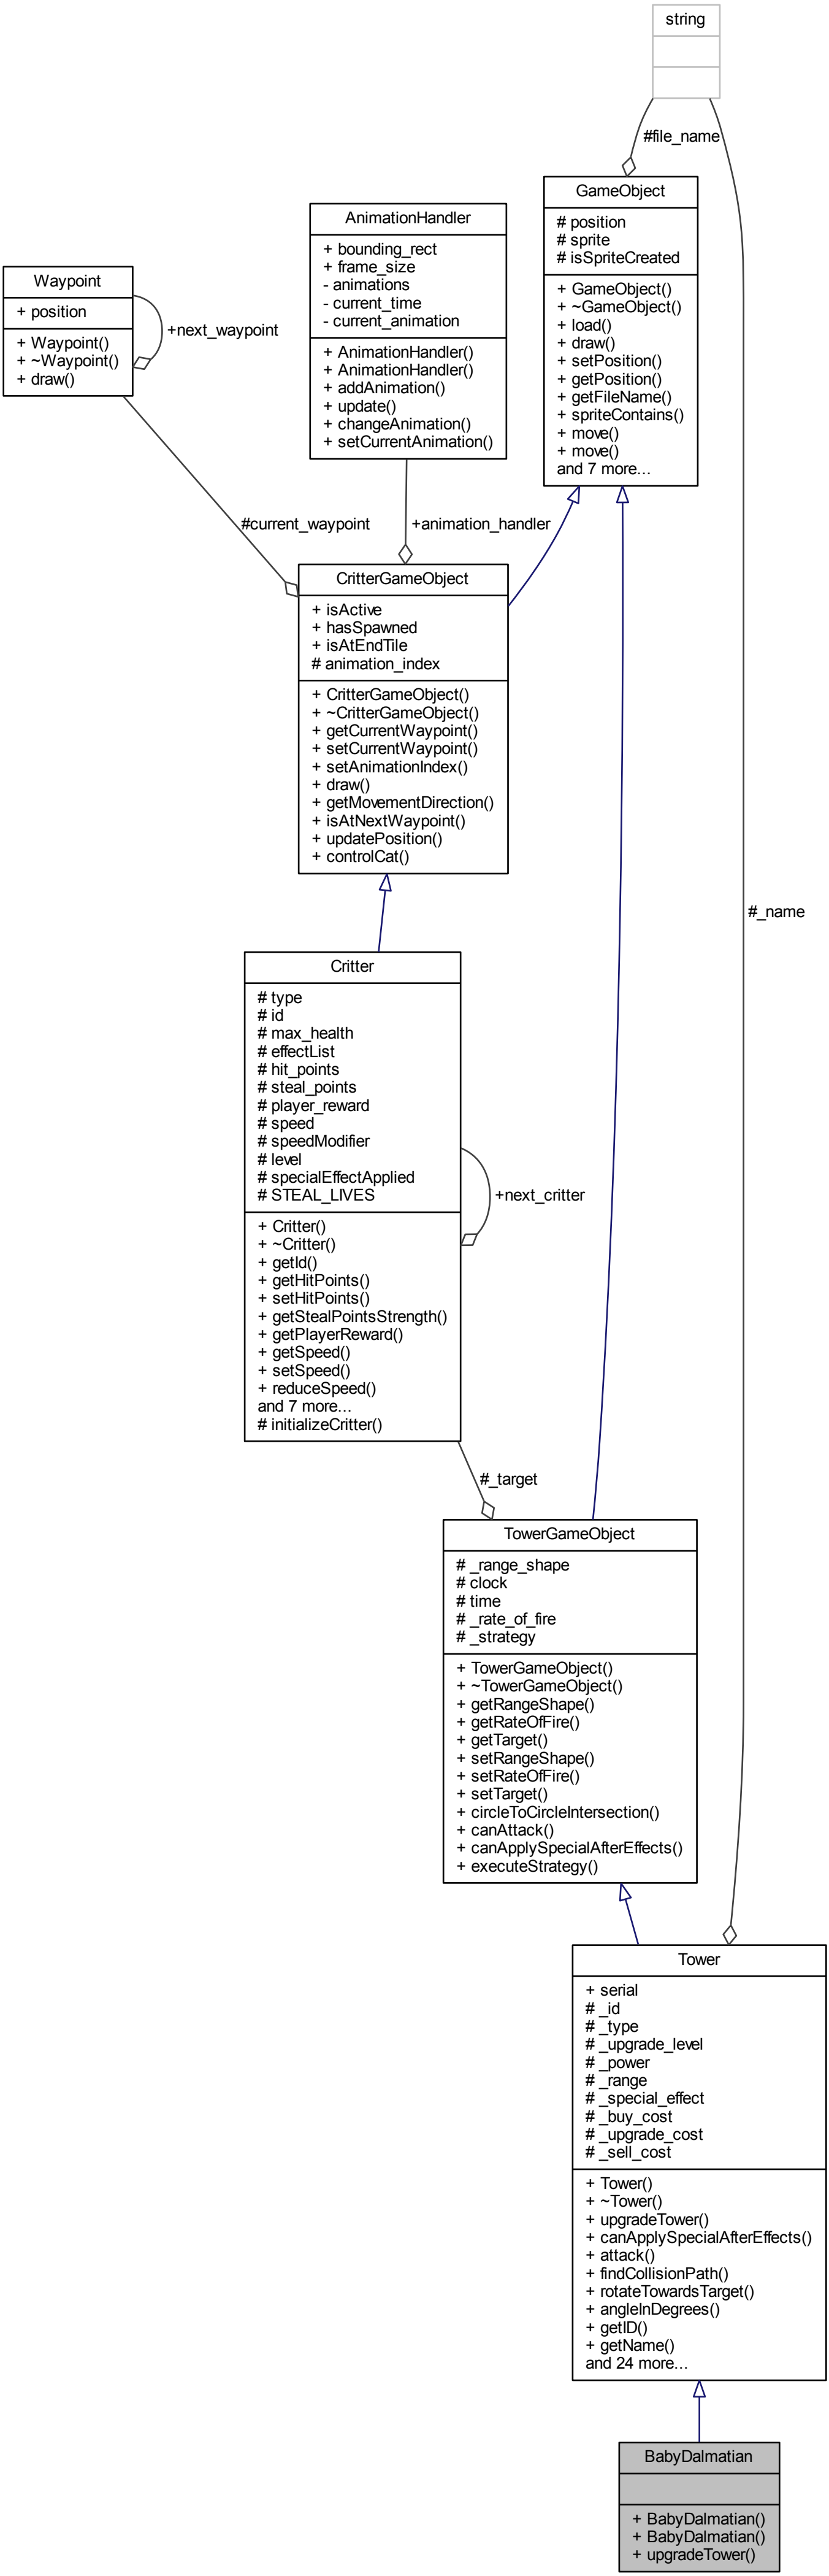 string
#file_name
GameObject
# position
# sprite
# isSpriteCreated
+ GameObject()
+ ~GameObject()
+ load()
+ draw()
+ setPosition()
+ getPosition()
+ getFileName()
+ spriteContains()
+ move()
+ move()
and 7 more...
AnimationHandler
+ bounding_rect
+ frame_size
- animations
- current_time
- current_animation
+ AnimationHandler()
+ AnimationHandler()
+ addAnimation()
+ update()
+ changeAnimation()
+ setCurrentAnimation()
Waypoint
+ position
+ Waypoint()
+ ~Waypoint()
+ draw()
+next_waypoint
#current_waypoint
+animation_handler
CritterGameObject
+ isActive
+ hasSpawned
+ isAtEndTile
# animation_index
+ CritterGameObject()
+ ~CritterGameObject()
+ getCurrentWaypoint()
+ setCurrentWaypoint()
+ setAnimationIndex()
+ draw()
+ getMovementDirection()
+ isAtNextWaypoint()
+ updatePosition()
+ controlCat()
#_name
Critter
# type
# id
# max_health
# effectList
# hit_points
# steal_points
# player_reward
# speed
# speedModifier
# level
# specialEffectApplied
# STEAL_LIVES
+ Critter()
+ ~Critter()
+ getId()
+ getHitPoints()
+ setHitPoints()
+ getStealPointsStrength()
+ getPlayerReward()
+ getSpeed()
+ setSpeed()
+ reduceSpeed()
and 7 more...
# initializeCritter()
+next_critter
#_target
TowerGameObject
# _range_shape
# clock
# time
# _rate_of_fire
# _strategy
+ TowerGameObject()
+ ~TowerGameObject()
+ getRangeShape()
+ getRateOfFire()
+ getTarget()
+ setRangeShape()
+ setRateOfFire()
+ setTarget()
+ circleToCircleIntersection()
+ canAttack()
+ canApplySpecialAfterEffects()
+ executeStrategy()
Tower
+ serial
# _id
# _type
# _upgrade_level
# _power
# _range
# _special_effect
# _buy_cost
# _upgrade_cost
# _sell_cost
+ Tower()
+ ~Tower()
+ upgradeTower()
+ canApplySpecialAfterEffects()
+ attack()
+ findCollisionPath()
+ rotateTowardsTarget()
+ angleInDegrees()
+ getID()
+ getName()
and 24 more...
BabyDalmatian
+ BabyDalmatian()
+ BabyDalmatian()
+ upgradeTower()